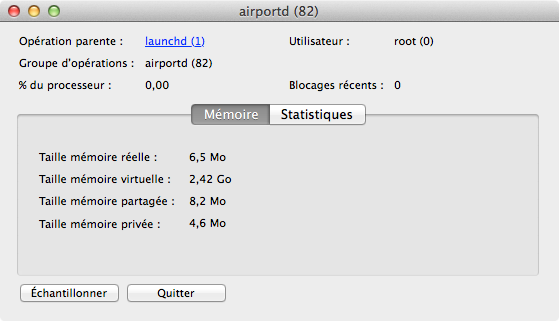 airportd (82)
Opération parente : launchd (1) Utilisateur : root (0)
Groupe d'opérations : airportd (82)
% du processeur : 0,00 Blocages récents : 0
Mémoire Statistiques
Taille mémoire réelle : 6,5 Mo
Taille mémoire virtuelle : 2,42 Go
Taille mémoire partagée : 8,2 Mo
Taille mémoire privée : 4,6 Mo
Échantillonner Quitter